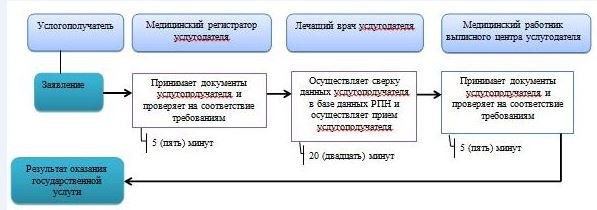 Услогополучатель
Медицинский регистратор
услугодателя
Лечащий врач услугодателя
Медицинский работник
выписного центра услугодателя
Заявление
Принимает документы
услугополучателя и
проверяет на соответствие
требованиям
Осуществляет сверку
данных услугополучателя
в базе данных РПН и
осуществляет прием
услугополучателя
Принимает документы
услугополучателя и
проверяет на соответствие
требованиям
5 (пять) минут
20 (двадцать) минут
5 (пять) минут
Результат оказания
государственной
услуги